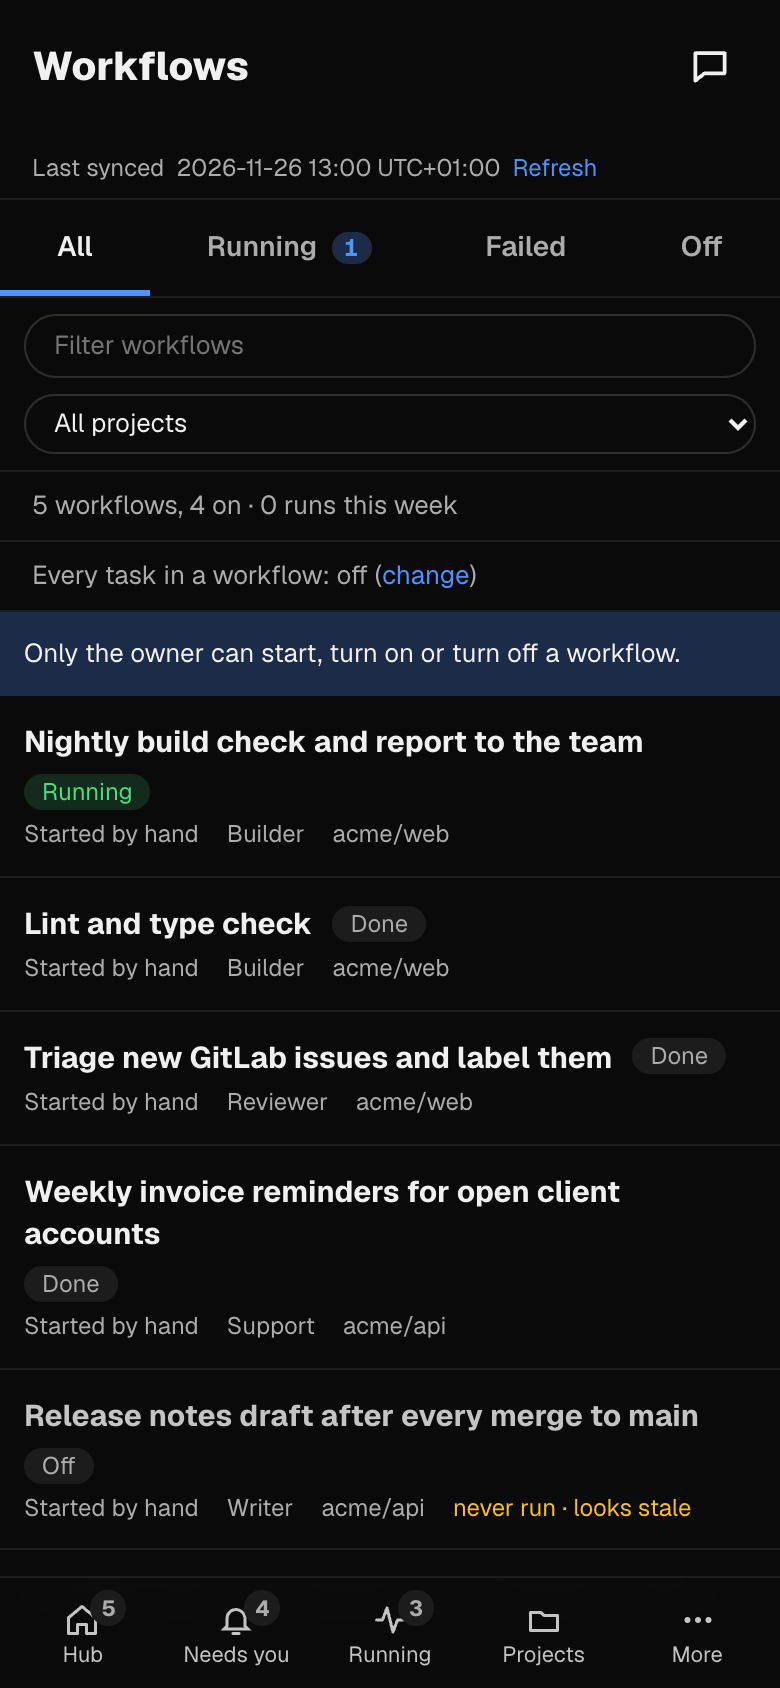 Workflows
Last synced 2026-11-26 13:00 UTC+01:00 Refresh
All Running 1 Failed Off
Filter workflows
All projects
5 workflows, 4 on · 0 runs this week
Every task in a workflow: off (change)
Only the owner can start, turn on or turn off a workflow.
Nightly build check and report to the team
Running
Started by hand Builder acme/web
Lint and type check Done
Started by hand Builder acme/web
Triage new GitLab issues and label them Done
Started by hand Reviewer acme/web
Weekly invoice reminders for open client
accounts
Done
Started by hand Support acme/api
Release notes draft after every merge to main
Off
Started by hand Writer acme/api never run · looks stale
5 4 3
Hub Needs you Running Projects More